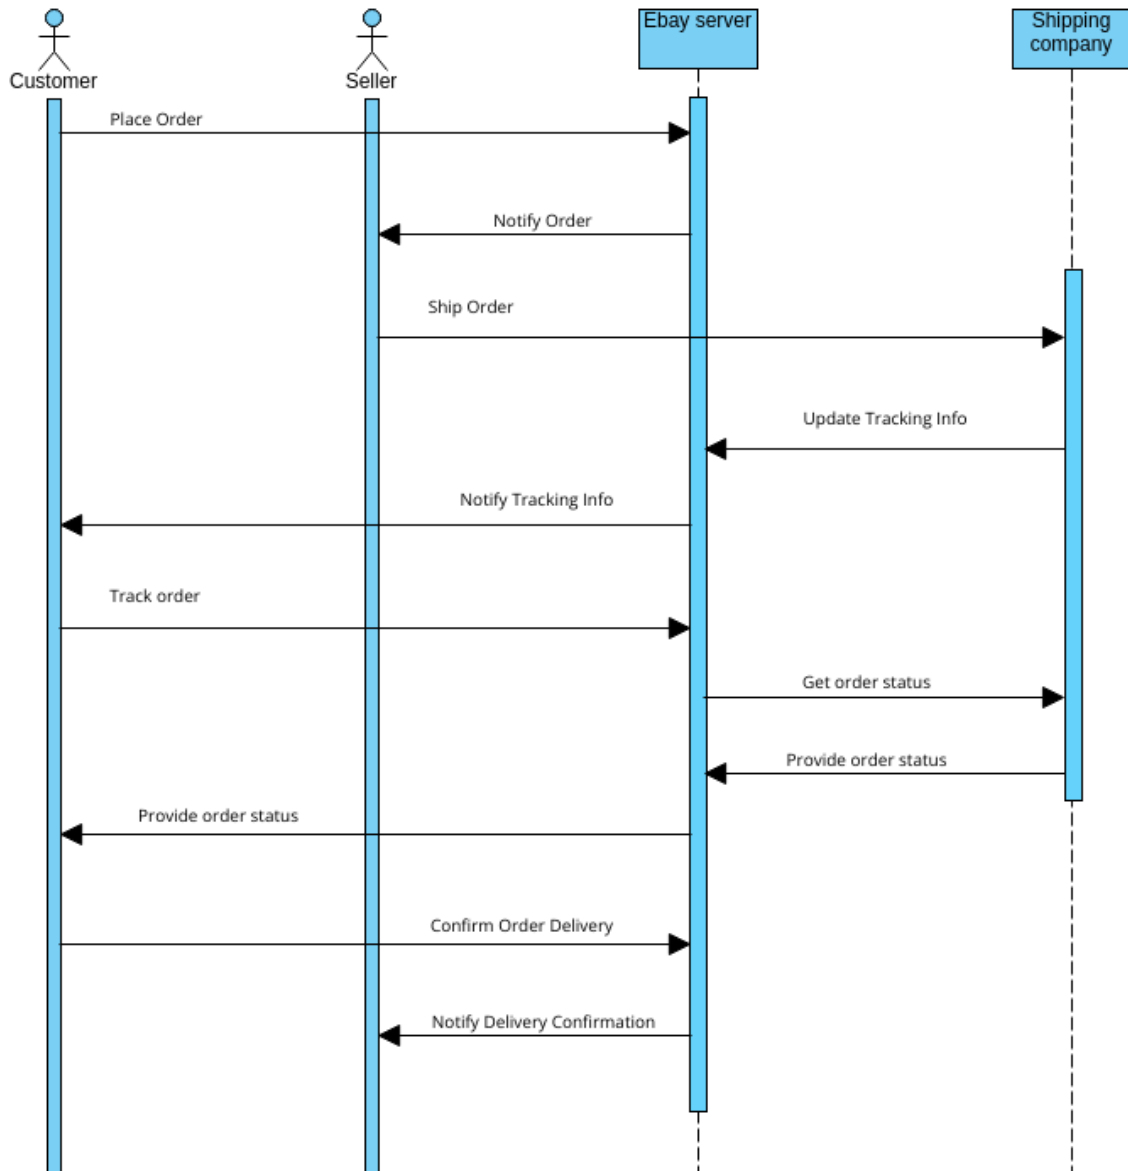 Ebay server
Shipping
company
Customer
Seller
Place Order
Notify Order
Ship Order
Update Tracking Info
Notify Tracking Info
Track order
Get order status
Provide order status
Provide order status
Confirm Order Delivery
Notify Delivery Confirmation